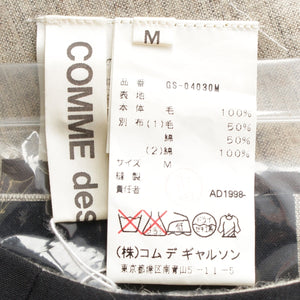 COMME des
M
品番 GS-04030M
表地
本体 毛 100%
別布 (1)毛 50%
綿 50%
(2)綿 100%
サイズ M
縫製
責任者
AD1998-
(株)コム デ ギャルソン
東京都港区南青山5-11-5